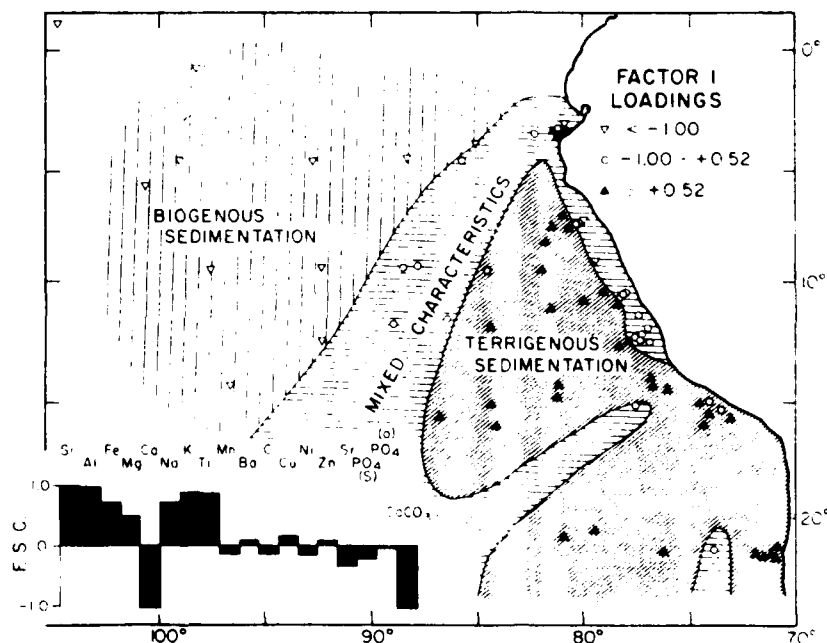 0°
FACTOR I
LOADINGS
< -1.00
-1.00 - +0.52
+0.52
BIOGENOUS
SEDIMENTATION
MIXED CHARACTERISTICS
10°
TERRIGENOUS
SEDIMENTATION
Si Fe Ca K Mn C Ni Sr PO4 (a)
Al Mg Na Ti Ba Cu Zn PO4 (S)
CaCO3
1.0
0
-1.0
F. S. C.
20°
100° 90° 80° 70°